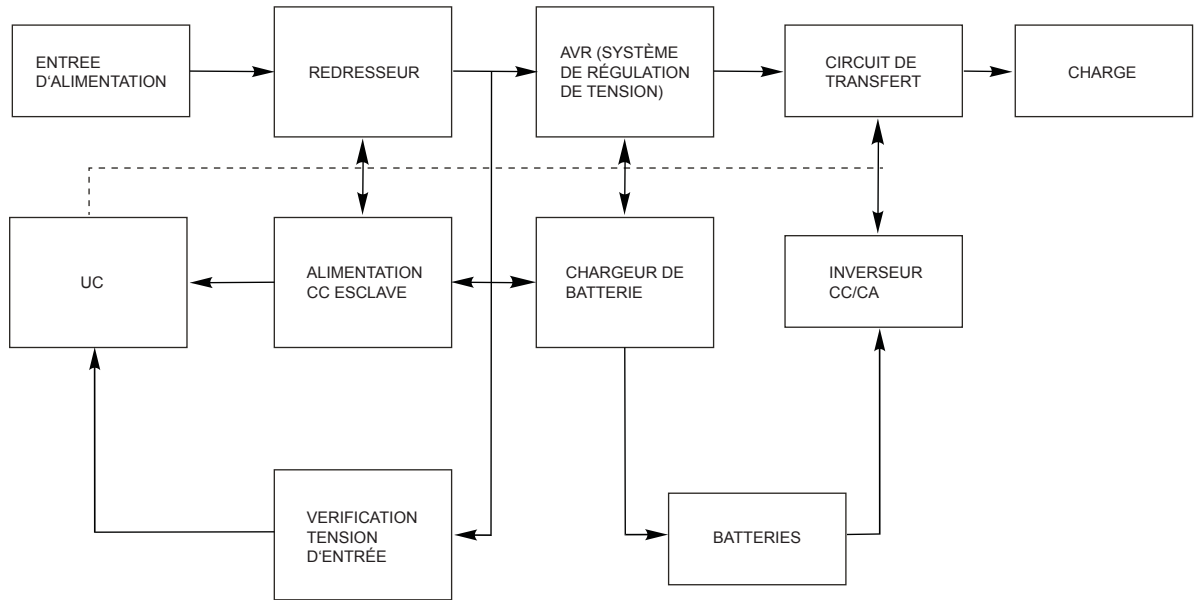 ENTREE
D‘ALIMENTATION
REDRESSEUR
AVR (SYSTÈME
DE RÉGULATION
DE TENSION)
CIRCUIT DE
TRANSFERT
CHARGE
UC
ALIMENTATION
CC ESCLAVE
CHARGEUR DE
BATTERIE
INVERSEUR
CC/CA
VERIFICATION
TENSION
D‘ENTRÉE
BATTERIES